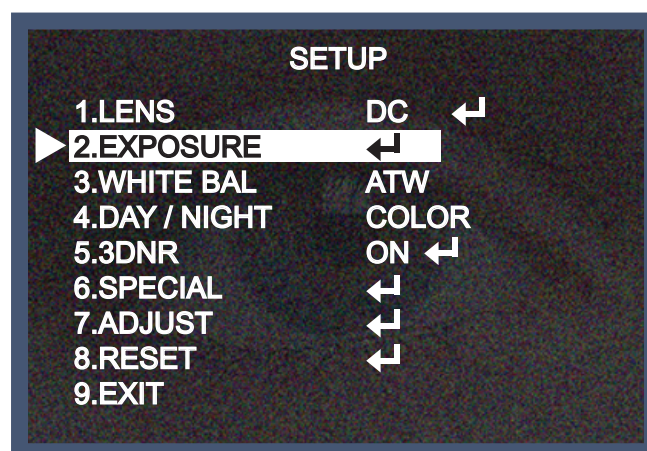 SETUP
1.LENS DC ↵
2.EXPOSURE ↵
3.WHITE BAL ATW
4.DAY / NIGHT COLOR
5.3DNR ON ↵
6.SPECIAL ↵
7.ADJUST ↵
8.RESET ↵
9.EXIT